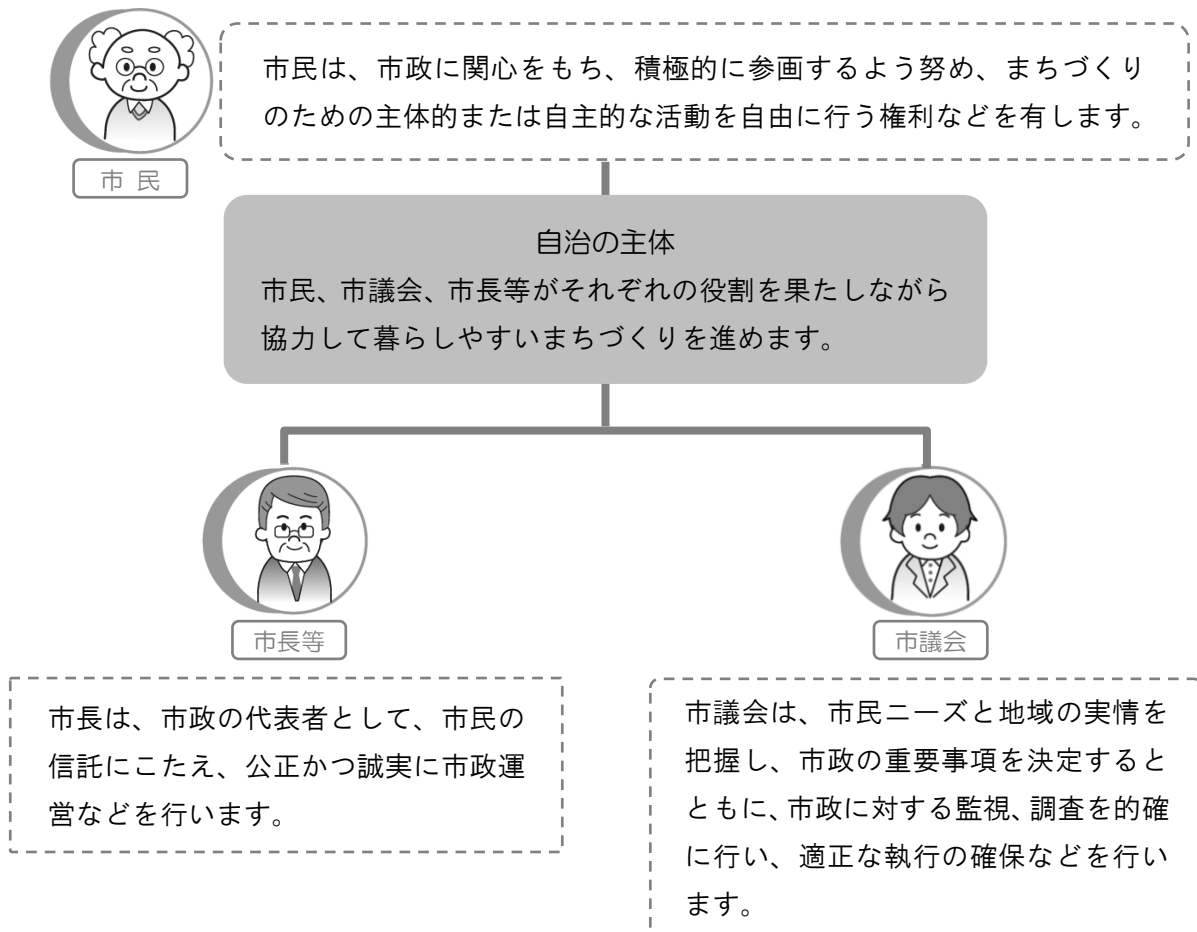 市民は、市政に関心をもち、積極的に参画するよう努め、まちづくり
のための主体的または自主的な活動を自由に行う権利などを有します。
市 民
自治の主体
市民、市議会、市長等がそれぞれの役割を果たしながら
協力して暮らしやすいまちづくりを進めます。
市長等
市長は、市政の代表者として、市民の
信託にこたえ、公正かつ誠実に市政運
営などを行います。
市議会
市議会は、市民ニーズと地域の実情を
把握し、市政の重要事項を決定すると
ともに、市政に対する監視、調査を的確
に行い、適正な執行の確保などを行い
ます。